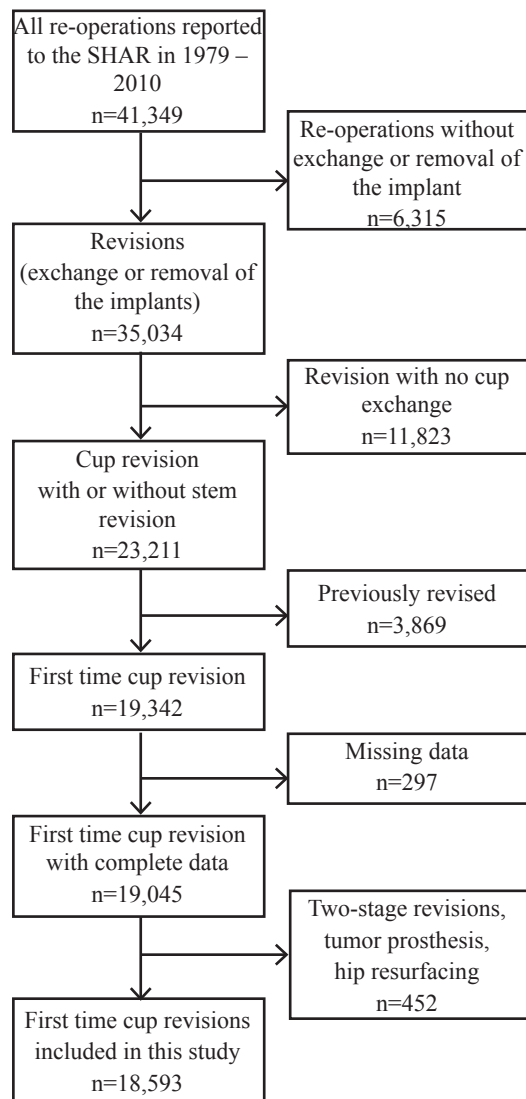 All re-operations reported
to the SHAR in 1979 –
2010
n=41,349
Re-operations without
exchange or removal of
the implant
n=6,315
Revisions
(exchange or removal of
the implants)
n=35,034
Revision with no cup
exchange
n=11,823
Cup revision
with or without stem
revision
n=23,211
Previously revised
n=3,869
First time cup revision
n=19,342
Missing data
n=297
First time cup revision
with complete data
n=19,045
Two-stage revisions,
tumor prosthesis,
hip resurfacing
n=452
First time cup revisions
included in this study
n=18,593